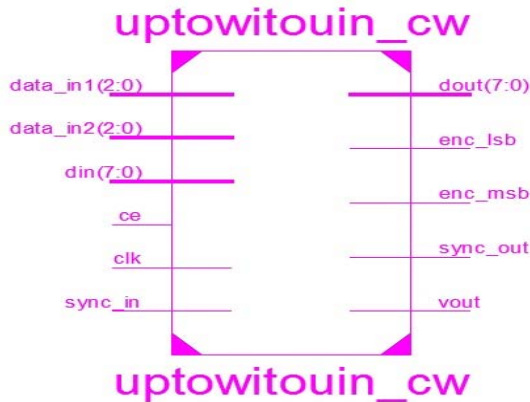 uptowitouin_cw
data_in1(2:0)
data_in2(2:0)
din(7:0)
ce
clk
sync_in
dout(7:0)
enc_lsb
enc_msb
sync_out
vout
uptowitouin_cw